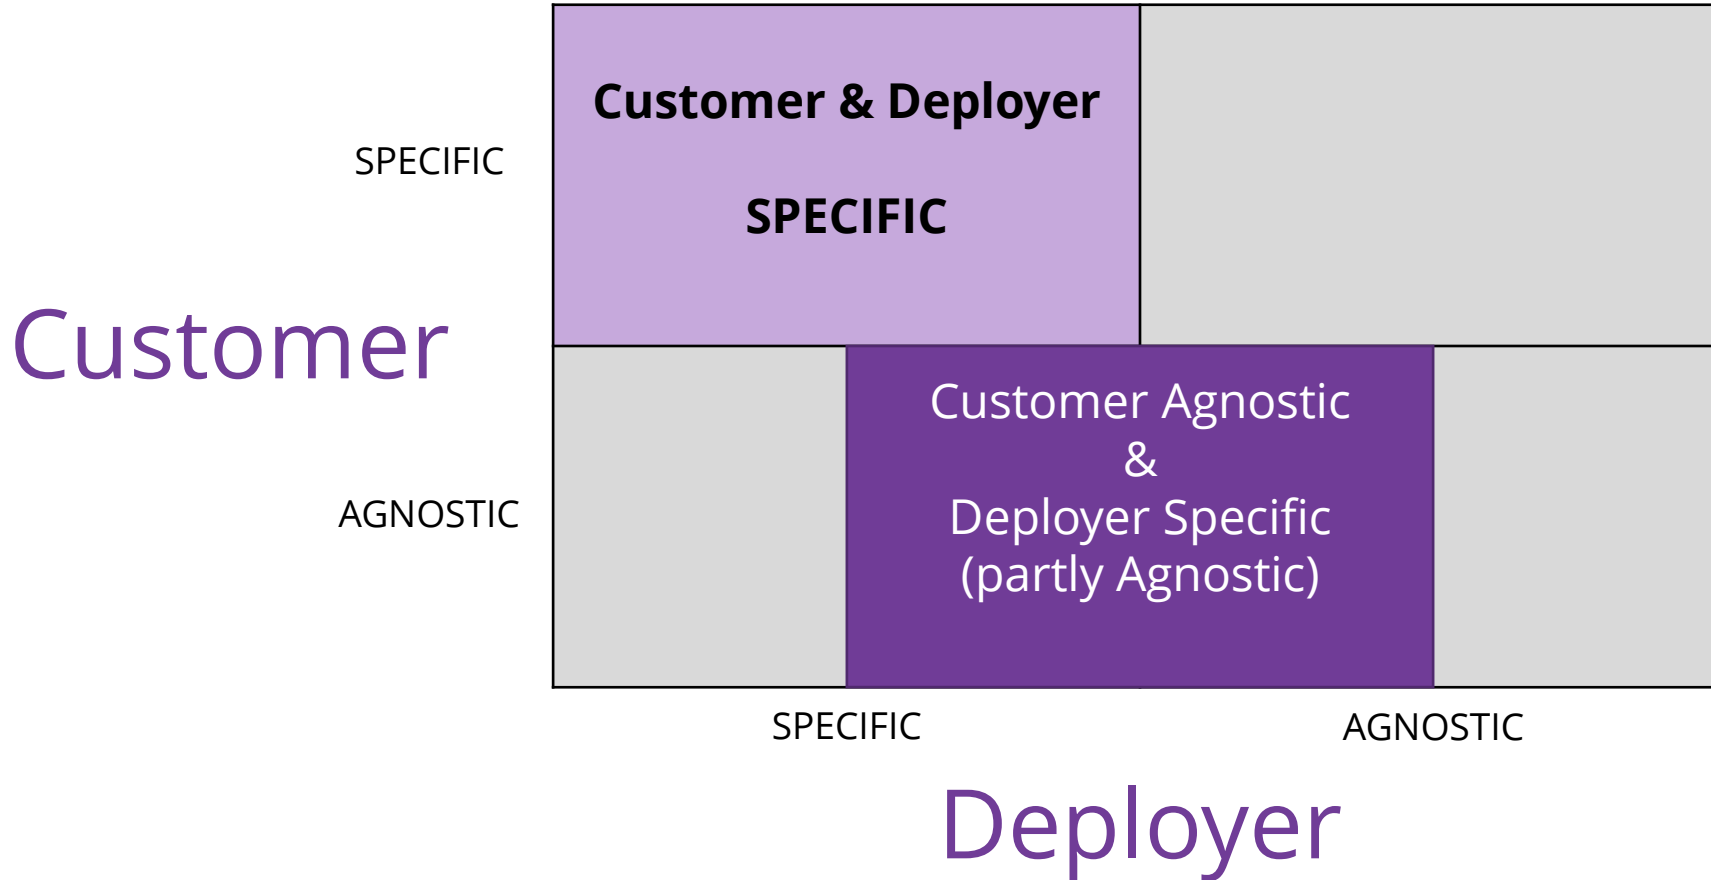 Customer & Deployer
SPECIFIC
SPECIFIC
Customer
Customer Agnostic
&
AGNOSTIC
Deployer Specific
(partly Agnostic)
SPECIFIC
AGNOSTIC
Deployer